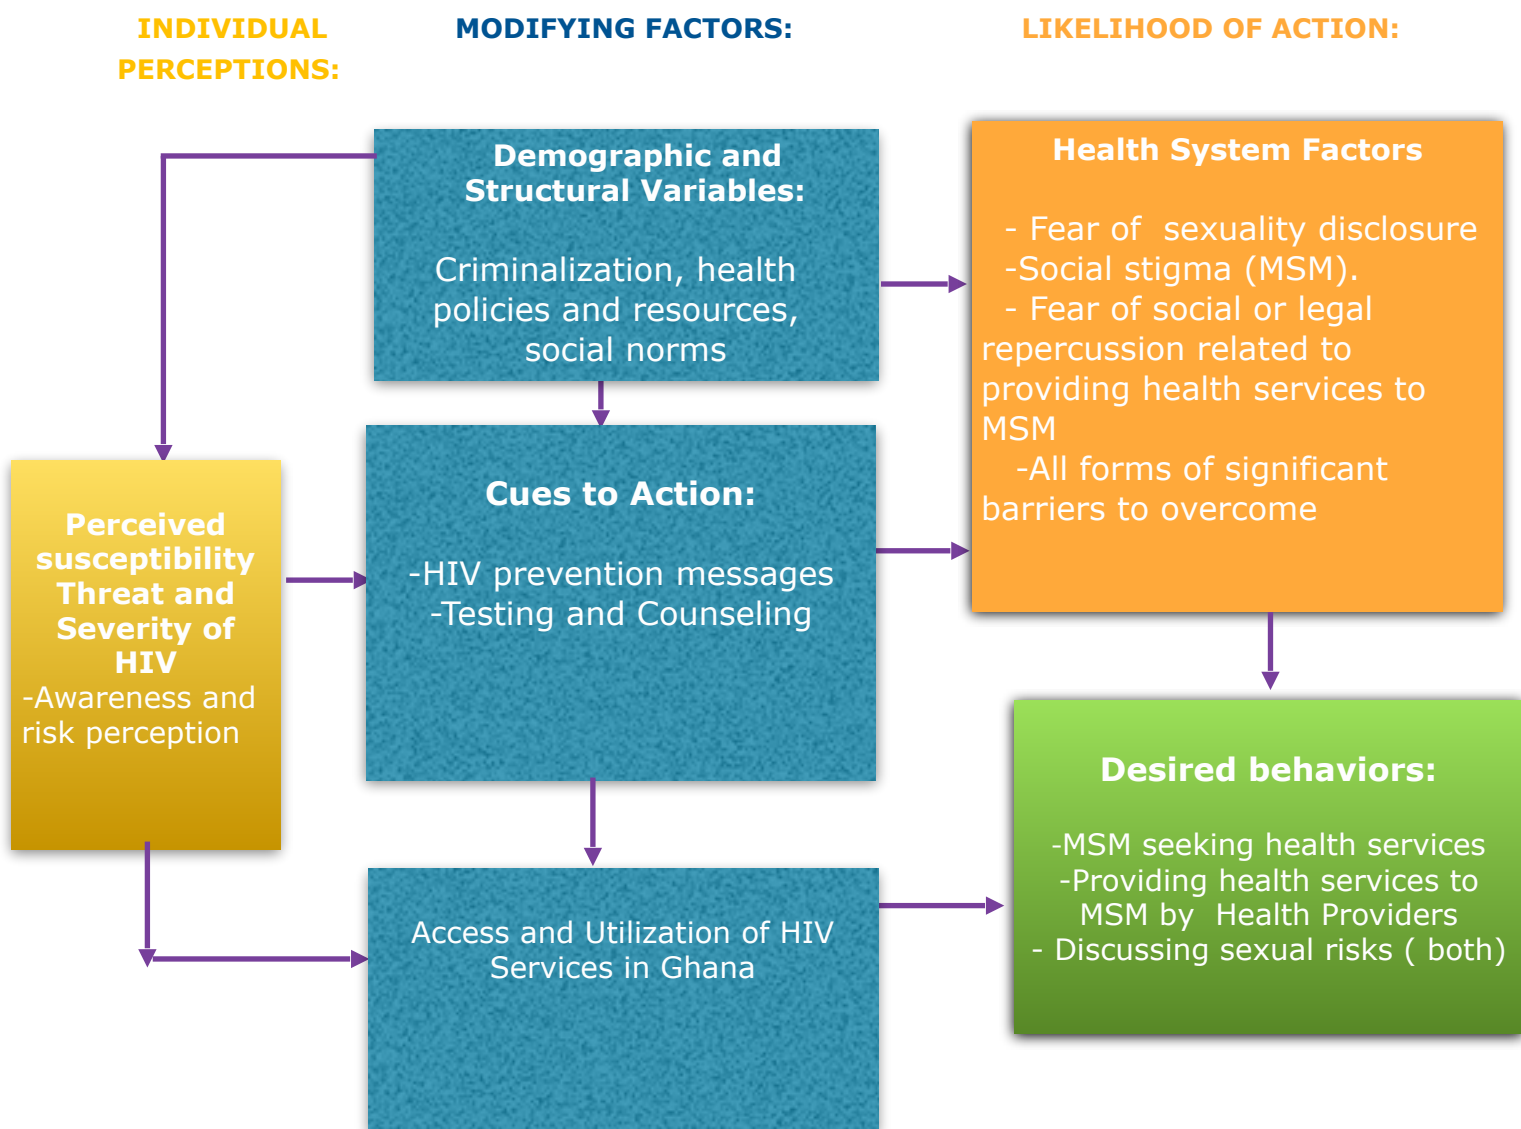 INDIVIDUAL
PERCEPTIONS:
MODIFYING FACTORS:
LIKELIHOOD OF ACTION:
Demographic and
Structural Variables:
Criminalization, health
policies and resources,
social norms
Health System Factors
- Fear of  sexuality disclosure
-Social stigma (MSM).
- Fear of social or legal
repercussion related to
providing health services to
MSM
-All forms of significant
barriers to overcome
Perceived
susceptibility
Threat and
Severity of
HIV
-Awareness and
risk perception
Cues to Action:
-HIV prevention messages
-Testing and Counseling
Desired behaviors:
-MSM seeking health services
-Providing health services to
MSM by  Health Providers
- Discussing sexual risks ( both)
Access and Utilization of HIV
Services in Ghana